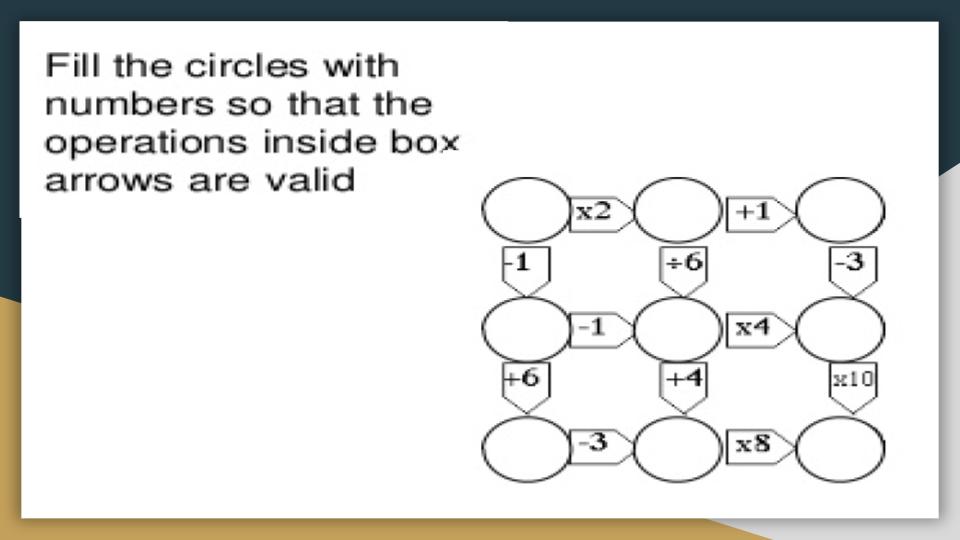 Fill the circles with
numbers so that the
operations inside box
arrows are valid
x2 +1
-1 ÷6 -3
-1 x4
+6 +4 x10
-3 x8